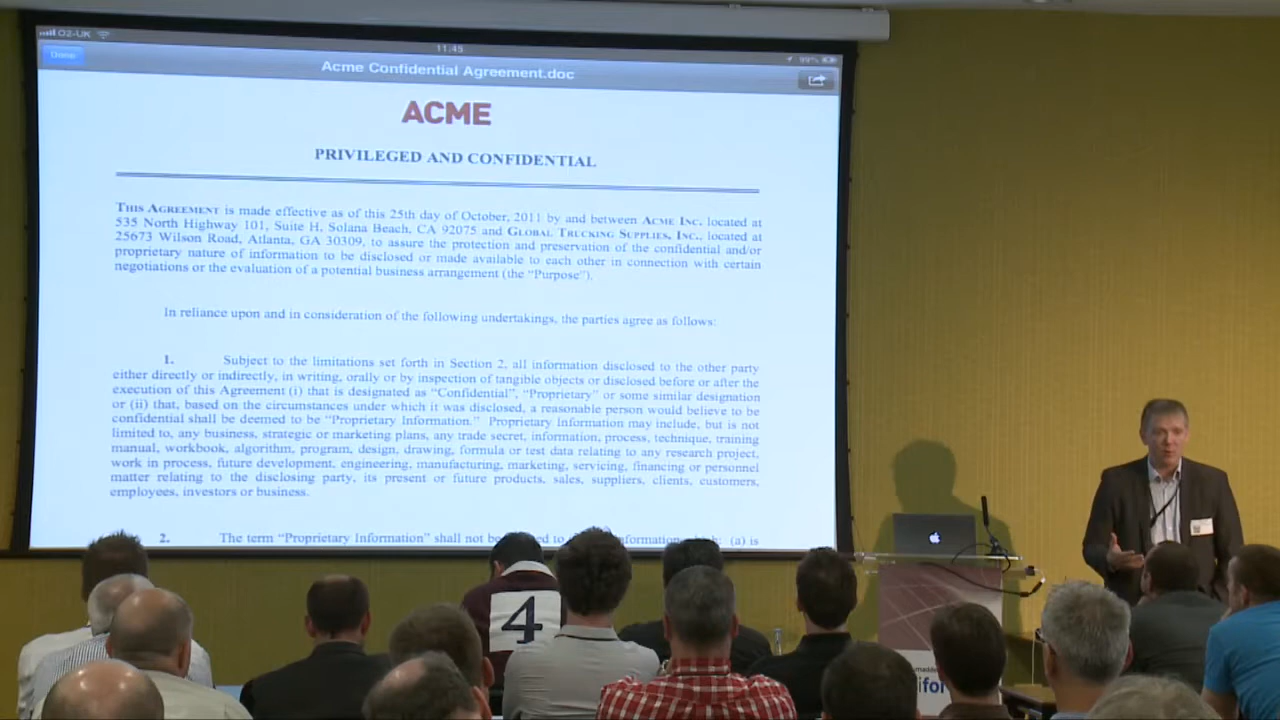 O2-UK
11:45
99%
Done
Acme Confidential Agreement.doc
ACME
PRIVILEGED AND CONFIDENTIAL
THIS AGREEMENT is made effective as of this 25th day of October, 2011 by and between ACME INC. located at
535 North Highway 101, Suite H, Solana Beach, CA 92075 and GLOBAL TRUCKING SUPPLIES, INC., located at
25673 Wilson Road, Atlanta, GA 30309, to assure the protection and preservation of the confidential and/or
proprietary nature of information to be disclosed or made available to each other in connection with certain
negotiations or the evaluation of a potential business arrangement (the “Purpose”).
In reliance upon and in consideration of the following undertakings, the parties agree as follows:
1. Subject to the limitations set forth in Section 2, all information disclosed to the other party
either directly or indirectly, in writing, orally or by inspection of tangible objects or disclosed before or after the
execution of this Agreement (i) that is designated as “Confidential”, “Proprietary” or some similar designation
or (ii) that, based on the circumstances under which it was disclosed, a reasonable person would believe to be
confidential shall be deemed to be “Proprietary Information.” Proprietary Information may include, but is not
limited to, any business, strategic or marketing plans, any trade secret, information, process, technique, training
manual, workbook, algorithm, program, design, drawing, formula or test data relating to any research project,
work in process, future development, engineering, manufacturing, marketing, servicing, financing or personnel
matter relating to the disclosing party, its present or future products, sales, suppliers, clients, customers,
employees, investors or business.
2. The term “Proprietary Information” shall not be (a) is
4